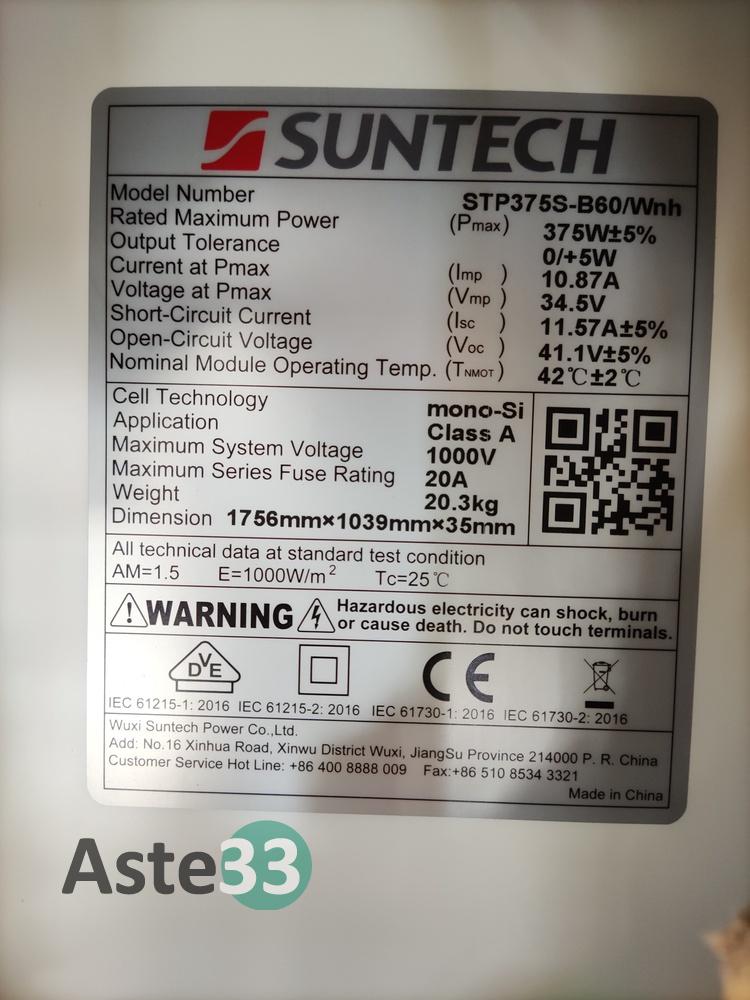 SUNTECH
Model Number STP375S-B60/Wnh
Rated Maximum Power (Pmax) 375W±5%
Output Tolerance 0/+5W
Current at Pmax (Imp) 10.87A
Voltage at Pmax (Vmp) 34.5V
Short-Circuit Current (Isc) 11.57A±5%
Open-Circuit Voltage (Voc) 41.1V±5%
Nominal Module Operating Temp. (TNMOT) 42℃±2℃
Cell Technology mono-Si
Application Class A
Maximum System Voltage 1000V
Maximum Series Fuse Rating 20A
Weight 20.3kg
Dimension 1756mm×1039mm×35mm
All technical data at standard test condition
AM=1.5 E=1000W/m² Tc=25℃
WARNING Hazardous electricity can shock, burn
or cause death. Do not touch terminals.
DVE CE
IEC 61215-1: 2016 IEC 61215-2: 2016 IEC 61730-1: 2016 IEC 61730-2: 2016
Wuxi Suntech Power Co.,Ltd.
Add: No.16 Xinhua Road, Xinwu District Wuxi, JiangSu Province 214000 P. R. China
Customer Service Hot Line: +86 400 8888 009 Fax:+86 510 8534 3321
Made in China
Aste33